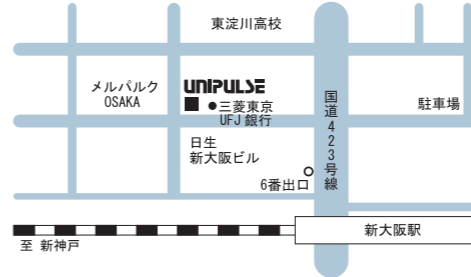 東淀川高校
メルパルク
OSAKA
UNIPULSE
●三菱東京
UFJ 銀行
国道423号線
駐車場
日生
新大阪ビル
6番出口
新大阪駅
至 新神戸